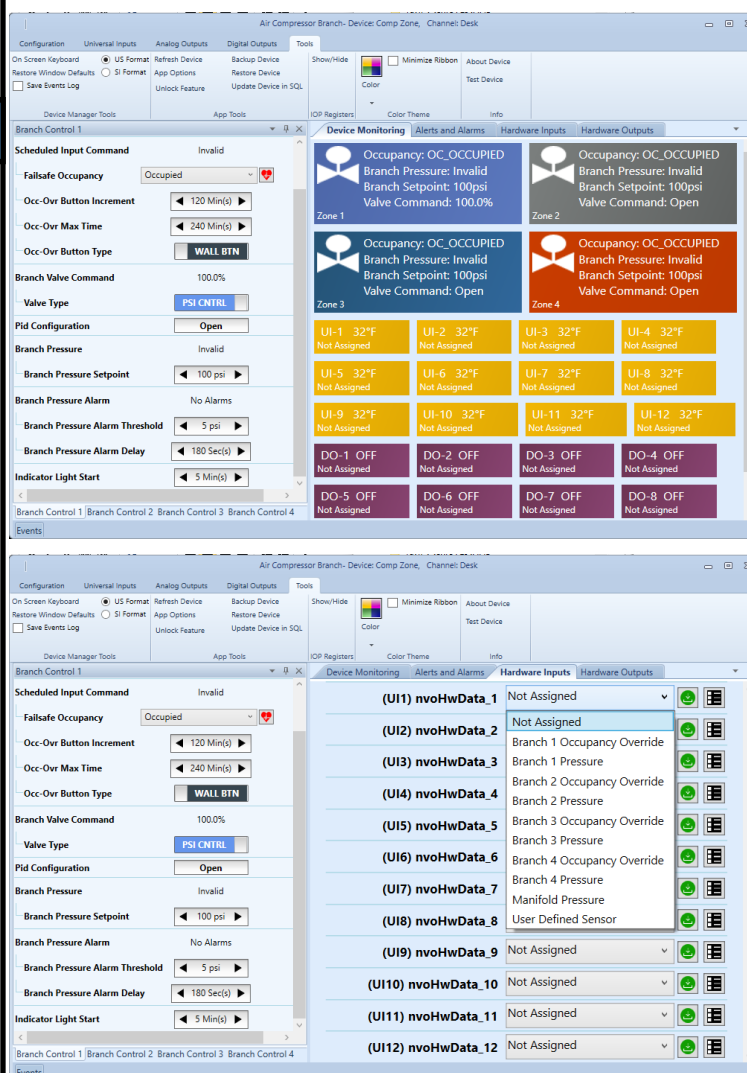 Air Compressor Branch- Device: Comp Zone, Channel: Desk
Configuration Universal Inputs Analog Outputs Digital Outputs Tools
On Screen Keyboard US Format Refresh Device Backup Device Show/Hide Minimize Ribbon About Device
Restore Window Defaults SI Format App Options Restore Device Test Device
Save Events Log Unlock Feature Update Device in SQL Color
Device Manager Tools App Tools IOP Registers Color Theme Info
Branch Control 1 Device Monitoring Alerts and Alarms Hardware Inputs Hardware Outputs
Scheduled Input Command Invalid
Failsafe Occupancy Occupied
Occ-Ovr Button Increment 120 Min(s)
Occ-Ovr Max Time 240 Min(s)
Occ-Ovr Button Type WALL BTN
Branch Valve Command 100.0%
Valve Type PSI CNTRL
Pid Configuration Open
Branch Pressure Invalid
Branch Pressure Setpoint 100 psi
Branch Pressure Alarm No Alarms
Branch Pressure Alarm Threshold 5 psi
Branch Pressure Alarm Delay 180 Sec(s)
Indicator Light Start 5 Min(s)
Branch Control 1 Branch Control 2 Branch Control 3 Branch Control 4
Events
Occupancy: OC_OCCUPIED
Branch Pressure: Invalid
Branch Setpoint: 100psi
Valve Command: 100.0%
Zone 1
Occupancy: OC_OCCUPIED
Branch Pressure: Invalid
Branch Setpoint: 100psi
Valve Command: Open
Zone 2
Occupancy: OC_OCCUPIED
Branch Pressure: Invalid
Branch Setpoint: 100psi
Valve Command: Open
Zone 3
Occupancy: OC_OCCUPIED
Branch Pressure: Invalid
Branch Setpoint: 100psi
Valve Command: Open
Zone 4
UI-1 32°F UI-2 32°F UI-3 32°F UI-4 32°F
Not Assigned Not Assigned Not Assigned Not Assigned
UI-5 32°F UI-6 32°F UI-7 32°F UI-8 32°F
Not Assigned Not Assigned Not Assigned Not Assigned
UI-9 32°F UI-10 32°F UI-11 32°F UI-12 32°F
Not Assigned Not Assigned Not Assigned Not Assigned
DO-1 OFF DO-2 OFF DO-3 OFF DO-4 OFF
Not Assigned Not Assigned Not Assigned Not Assigned
DO-5 OFF DO-6 OFF DO-7 OFF DO-8 OFF
Not Assigned Not Assigned Not Assigned Not Assigned
Air Compressor Branch- Device: Comp Zone, Channel: Desk
Configuration Universal Inputs Analog Outputs Digital Outputs Tools
On Screen Keyboard US Format Refresh Device Backup Device Show/Hide Minimize Ribbon About Device
Restore Window Defaults SI Format App Options Restore Device Test Device
Save Events Log Unlock Feature Update Device in SQL Color
Device Manager Tools App Tools IOP Registers Color Theme Info
Branch Control 1 Device Monitoring Alerts and Alarms Hardware Inputs Hardware Outputs
Scheduled Input Command Invalid
Failsafe Occupancy Occupied
Occ-Ovr Button Increment 120 Min(s)
Occ-Ovr Max Time 240 Min(s)
Occ-Ovr Button Type WALL BTN
Branch Valve Command 100.0%
Valve Type PSI CNTRL
Pid Configuration Open
Branch Pressure Invalid
Branch Pressure Setpoint 100 psi
Branch Pressure Alarm No Alarms
Branch Pressure Alarm Threshold 5 psi
Branch Pressure Alarm Delay 180 Sec(s)
Indicator Light Start 5 Min(s)
Branch Control 1 Branch Control 2 Branch Control 3 Branch Control 4
Events
(UI1) nvoHwData_1 Not Assigned
(UI2) nvoHwData_2
(UI3) nvoHwData_3
(UI4) nvoHwData_4
(UI5) nvoHwData_5
(UI6) nvoHwData_6
(UI7) nvoHwData_7
(UI8) nvoHwData_8
Not Assigned
Branch 1 Occupancy Override
Branch 1 Pressure
Branch 2 Occupancy Override
Branch 2 Pressure
Branch 3 Occupancy Override
Branch 3 Pressure
Branch 4 Occupancy Override
Branch 4 Pressure
Manifold Pressure
User Defined Sensor
(UI9) nvoHwData_9 Not Assigned
(UI10) nvoHwData_10 Not Assigned
(UI11) nvoHwData_11 Not Assigned
(UI12) nvoHwData_12 Not Assigned